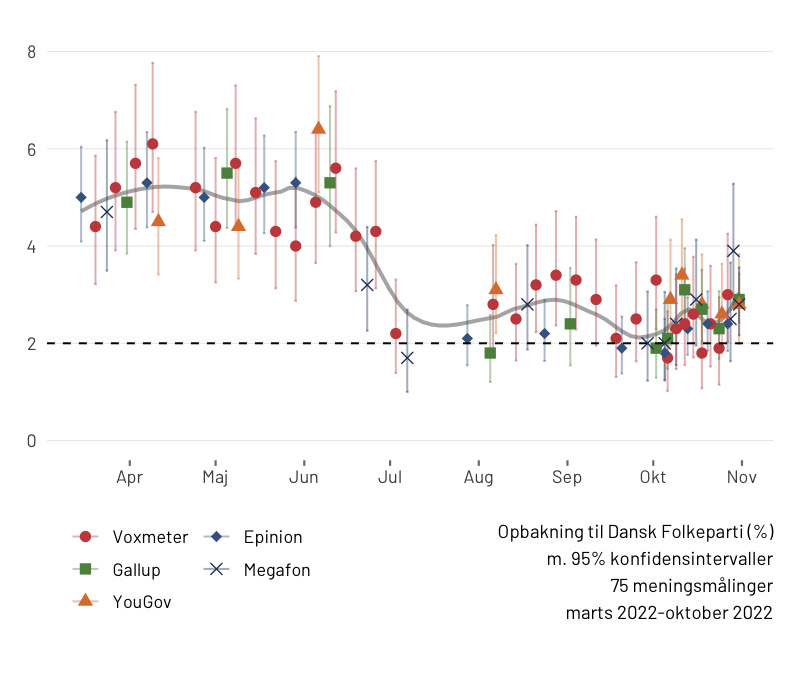 8
6
4
2
0
Apr Maj Jun Jul Aug Sep Okt Nov
Voxmeter Epinion
Gallup Megafon
YouGov
Opbakning til Dansk Folkeparti (%)
m. 95% konfidensintervaller
75 meningsmålinger
marts 2022-oktober 2022